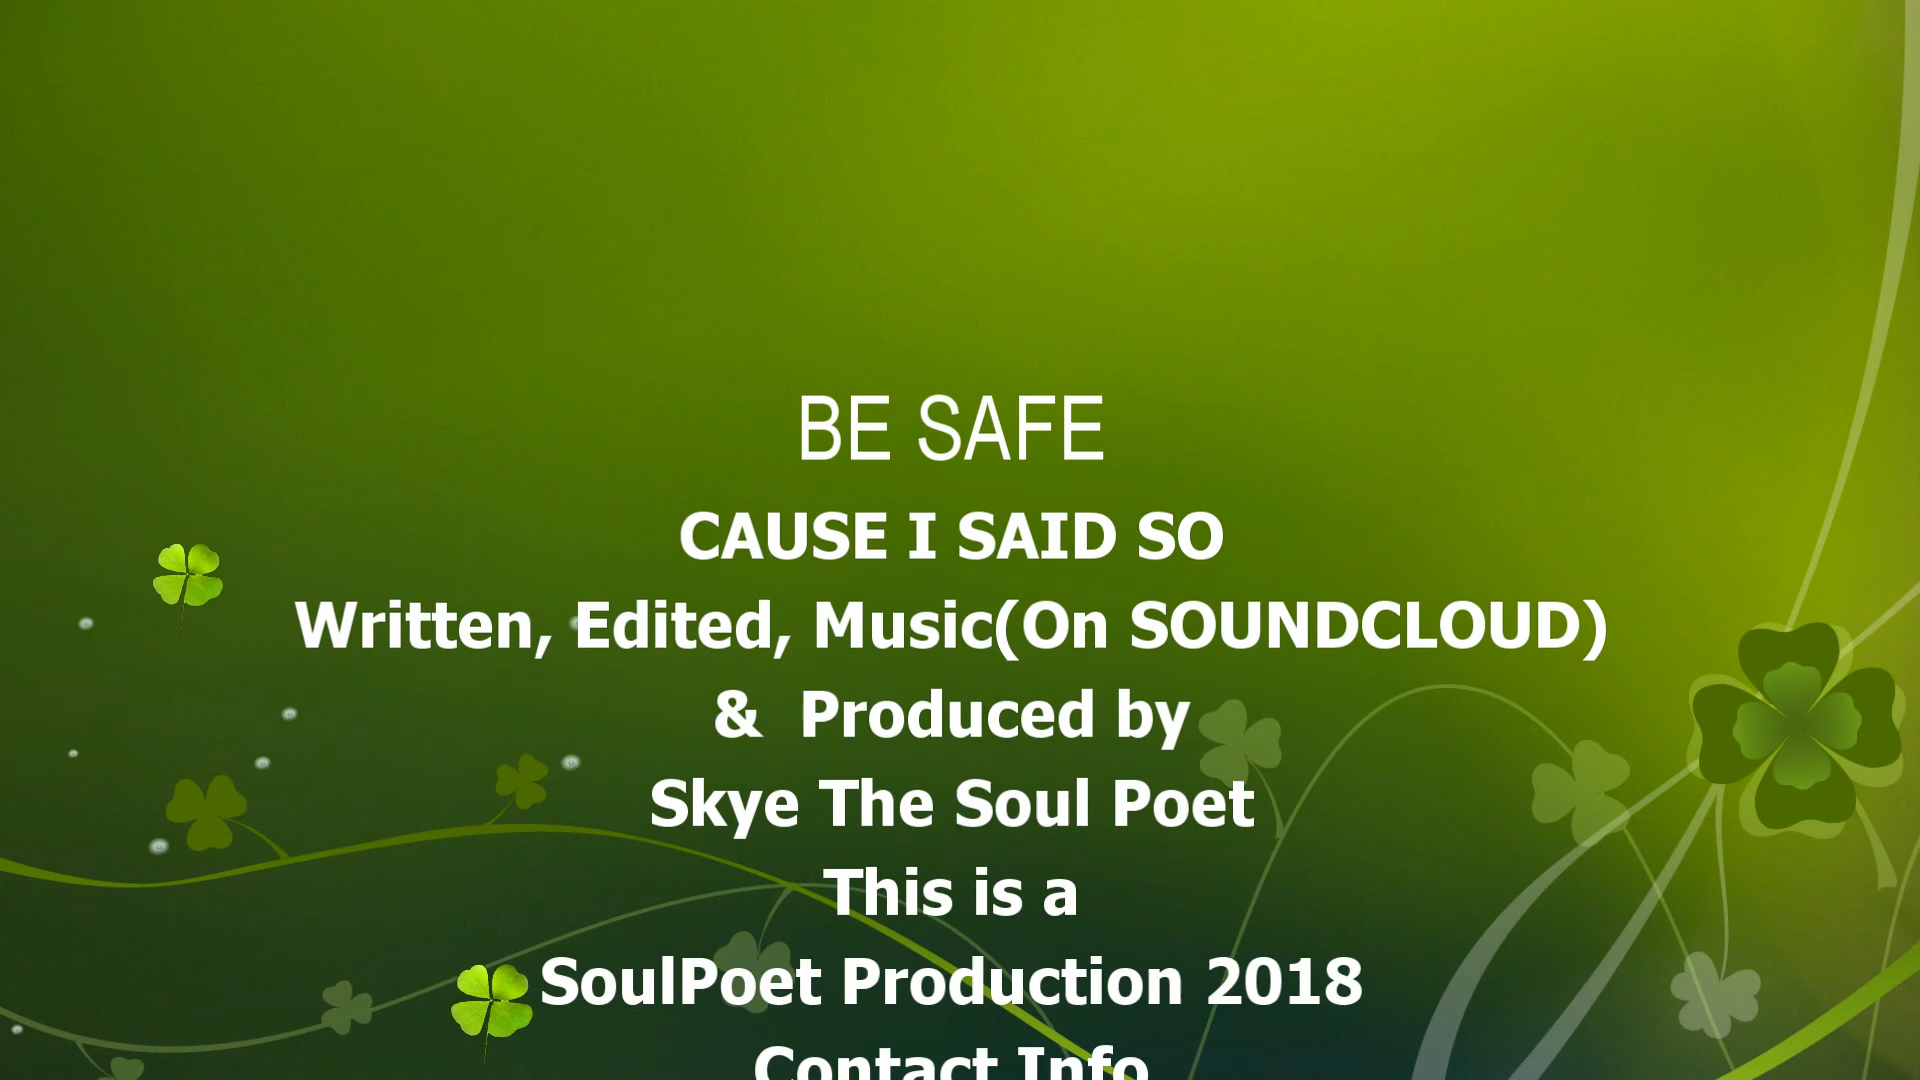 BE SAFE
CAUSE I SAID SO
Written, Edited, Music(On SOUNDCLOUD)
&  Produced by
Skye The Soul Poet
This is a
SoulPoet Production 2018
Contact Info